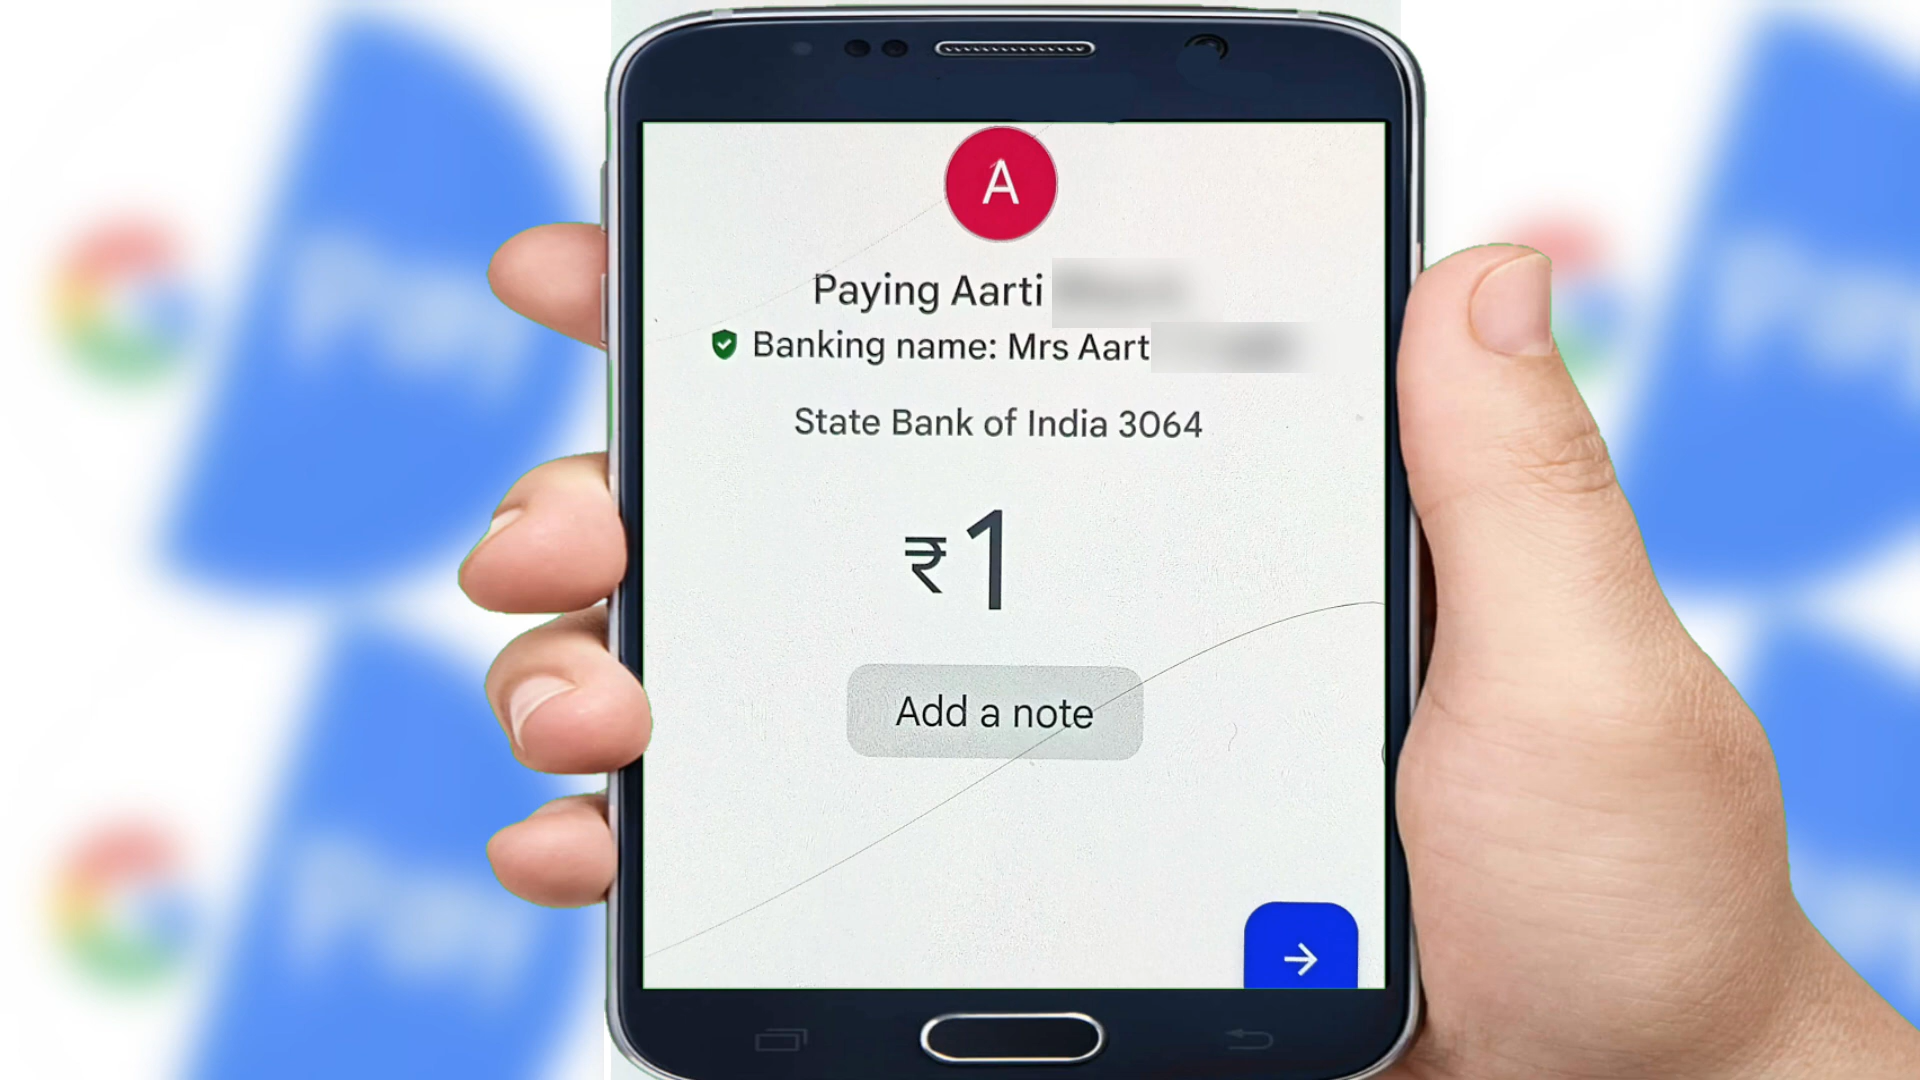 A
Paying Aarti
Banking name: Mrs Aart
State Bank of India 3064
₹1
Add a note